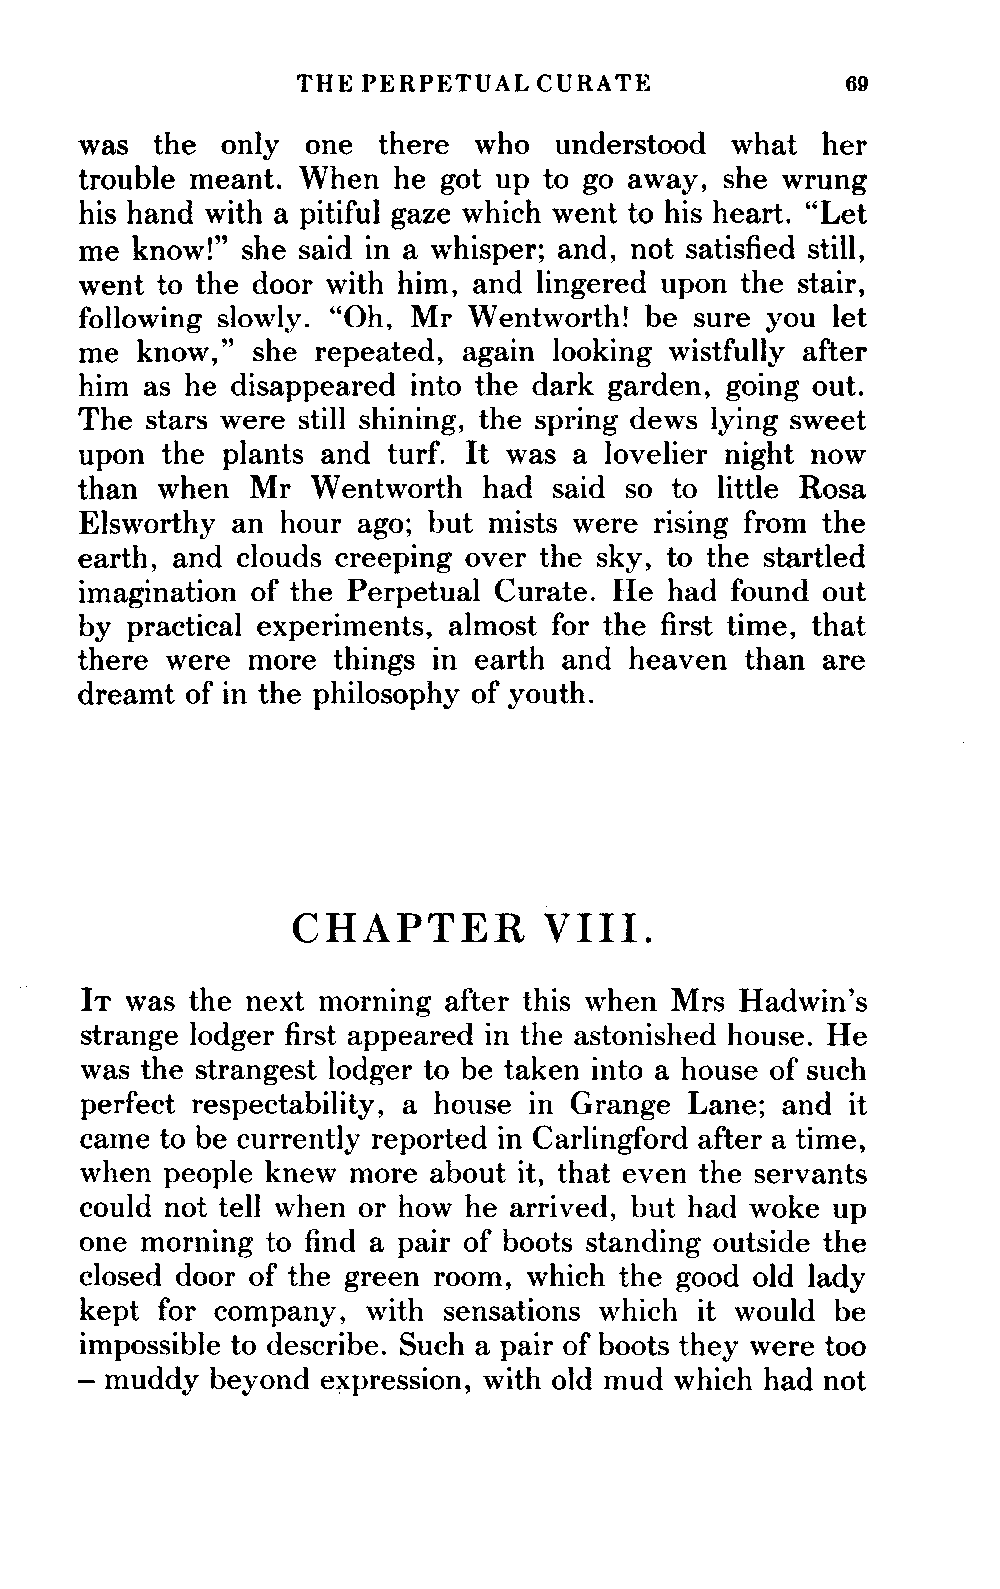 THE PERPETUAL CURATE 69
was the only one there who understood what her
trouble meant. When he got up to go away, she wrung
his hand with a pitiful gaze which went to his heart. “Let
me know!” she said in a whisper; and, not satisfied still,
went to the door with him, and lingered upon the stair,
following slowly. “Oh, Mr Wentworth! be sure you let
me know,” she repeated, again looking wistfully after
him as he disappeared into the dark garden, going out.
The stars were still shining, the spring dews lying sweet
upon the plants and turf. It was a lovelier night now
than when Mr Wentworth had said so to little Rosa
Elsworthy an hour ago; but mists were rising from the
earth, and clouds creeping over the sky, to the startled
imagination of the Perpetual Curate. He had found out
by practical experiments, almost for the first time, that
there were more things in earth and heaven than are
dreamt of in the philosophy of youth.
CHAPTER VIII.
IT was the next morning after this when Mrs Hadwin’s
strange lodger first appeared in the astonished house. He
was the strangest lodger to be taken into a house of such
perfect respectability, a house in Grange Lane; and it
came to be currently reported in Carlingford after a time,
when people knew more about it, that even the servants
could not tell when or how he arrived, but had woke up
one morning to find a pair of boots standing outside the
closed door of the green room, which the good old lady
kept for company, with sensations which it would be
impossible to describe. Such a pair of boots they were too
– muddy beyond expression, with old mud which had not